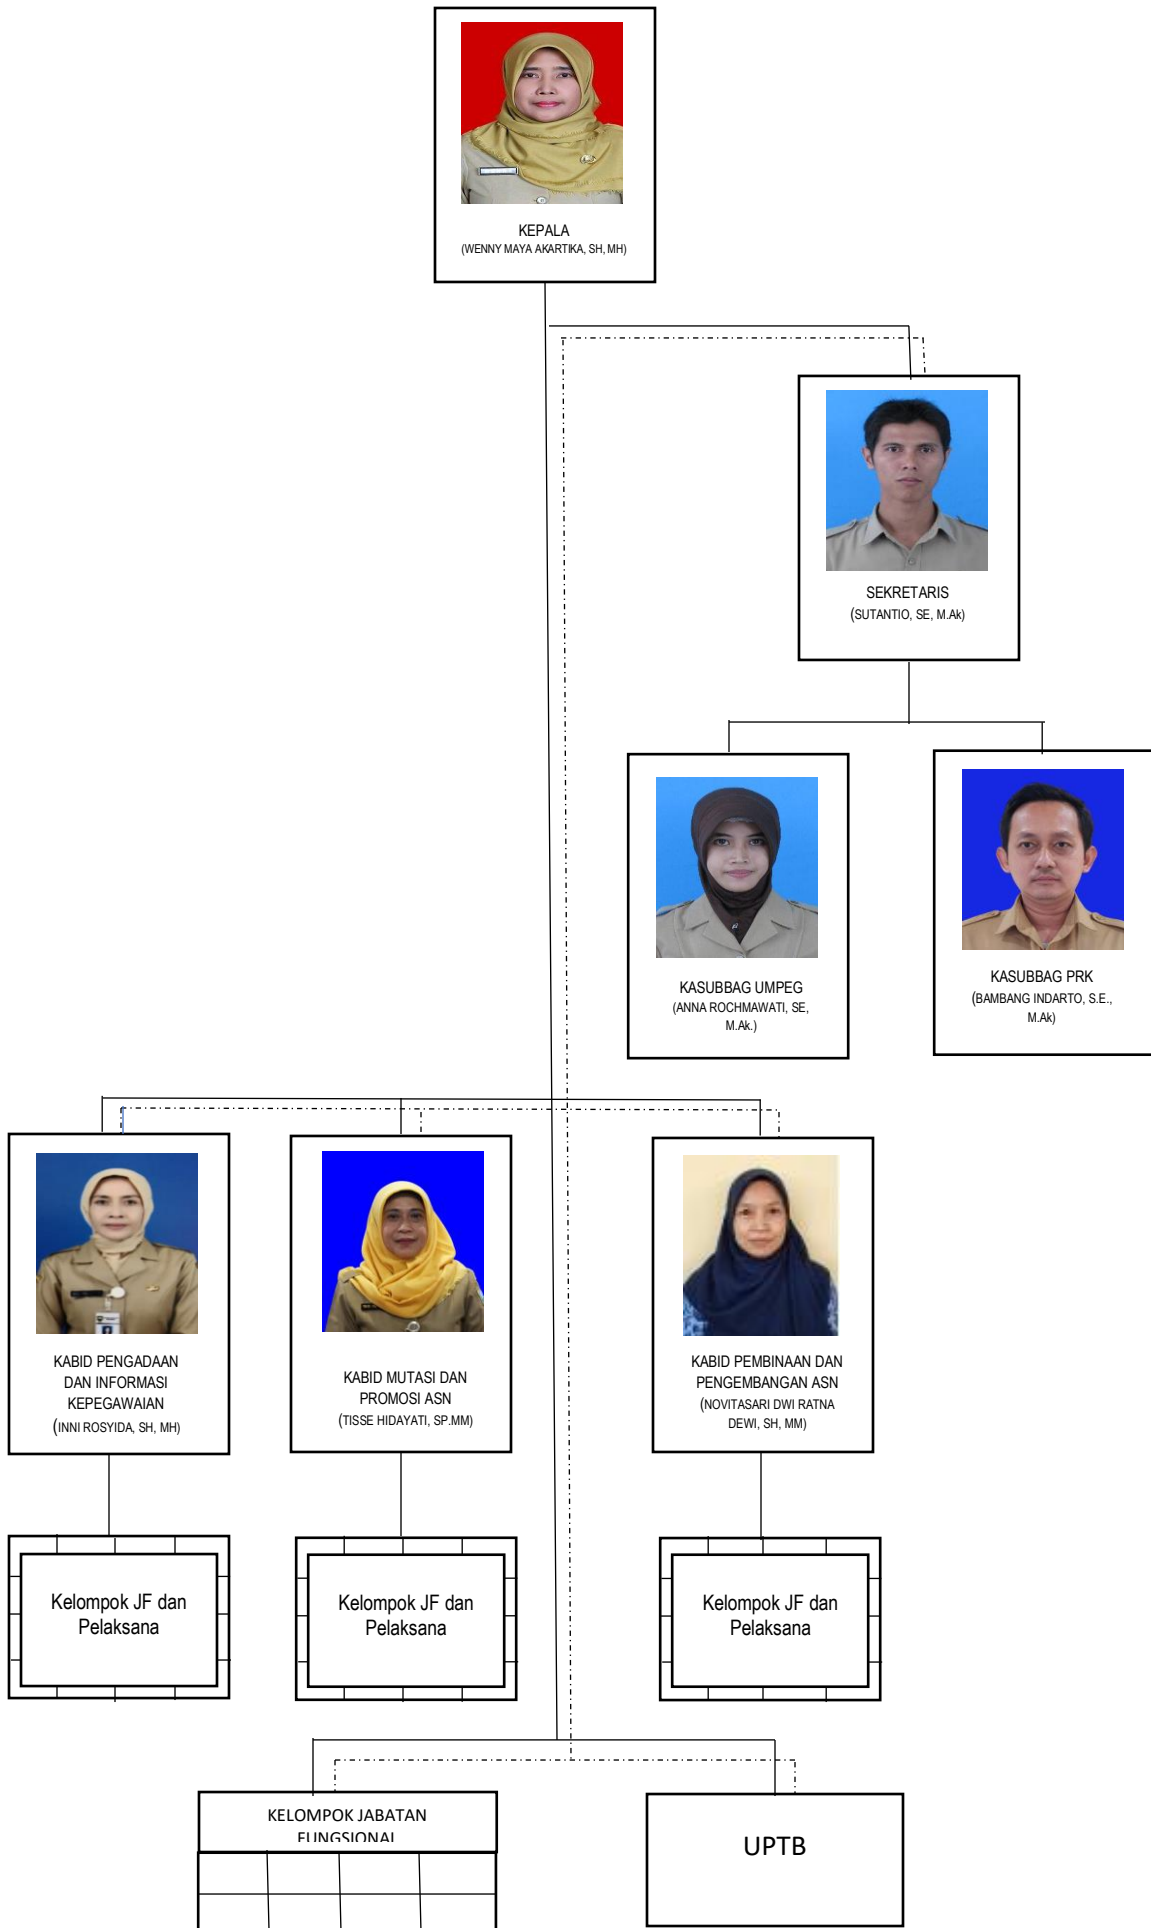 KEPALA
(WENNY MAYA AKARTIKA, SH, MH)
SEKRETARIS
(SUTANTIO, SE, M.Ak)
KASUBBAG UMPEG
(ANNA ROCHMAWATI, SE,
M.Ak.)
KASUBBAG PRK
(BAMBANG INDARTO, S.E.,
M.Ak)
KABID PENGADAAN
DAN INFORMASI
KEPEGAWAIAN
(INNI ROSYIDA, SH, MH)
KABID MUTASI DAN
PROMOSI ASN
(TISSE HIDAYATI, SP.MM)
KABID PEMBINAAN DAN
PENGEMBANGAN ASN
(NOVITASARI DWI RATNA
DEWI, SH, MM)
Kelompok JF dan
Pelaksana
Kelompok JF dan
Pelaksana
Kelompok JF dan
Pelaksana
KELOMPOK JABATAN
FUNGSIONAL
UPTB